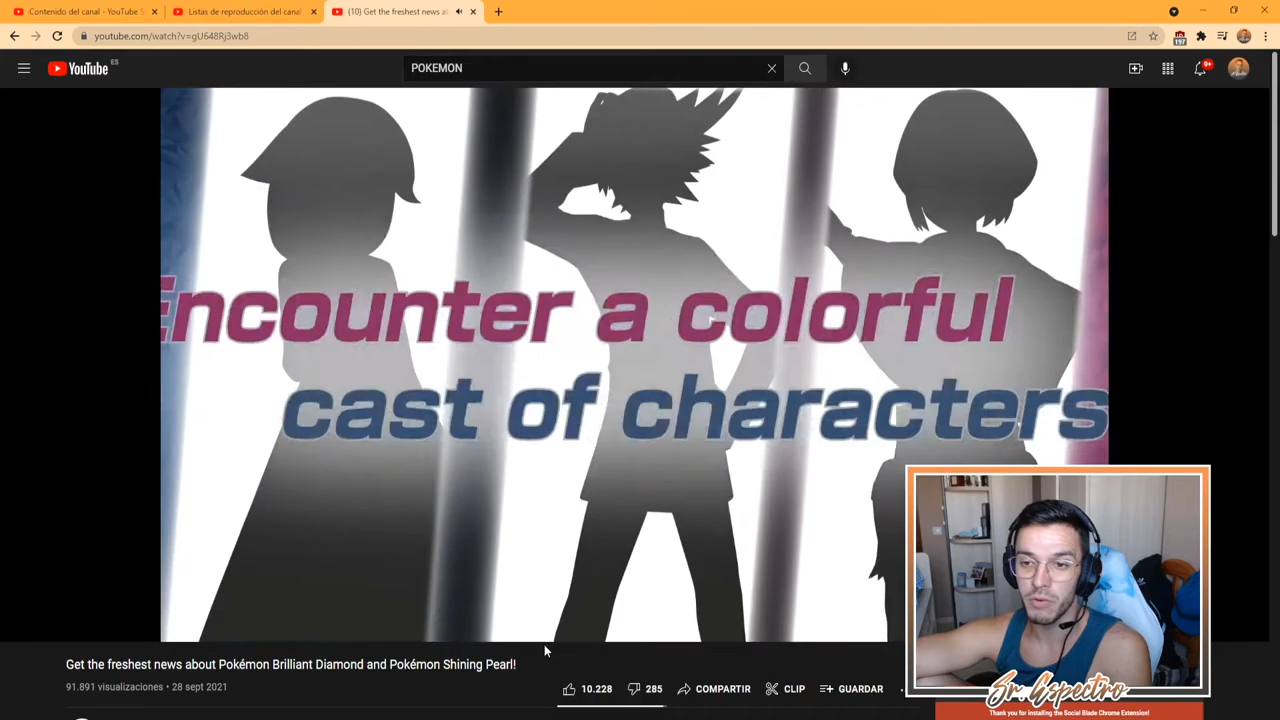 Contenido del canal - YouTube S
Listas de reproducción del canal
(10) Get the freshest news a
youtube.com/watch?v=gU648Rj3wb8
197
YouTube ES
POKEMON
9+
Encounter a colorful
cast of characters
Get the freshest news about Pokémon Brilliant Diamond and Pokémon Shining Pearl!
91.891 visualizaciones • 28 sept 2021
10.228
285
COMPARTIR
CLIP
GUARDAR
Sr. Espectro
Thank you for installing the Social Blade Chrome Extension!